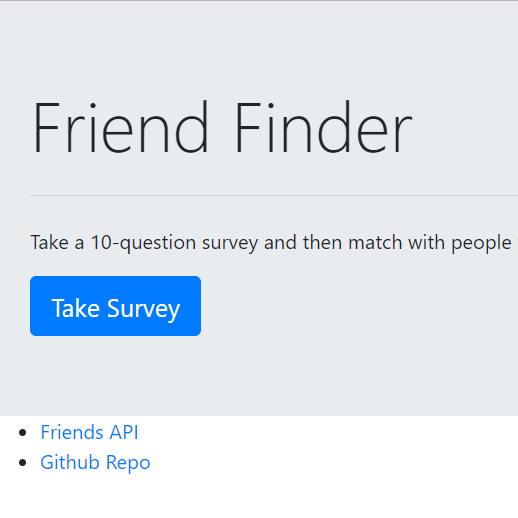 Friend Finder
Take a 10-question survey and then match with people
Take Survey
Friends API
Github Repo